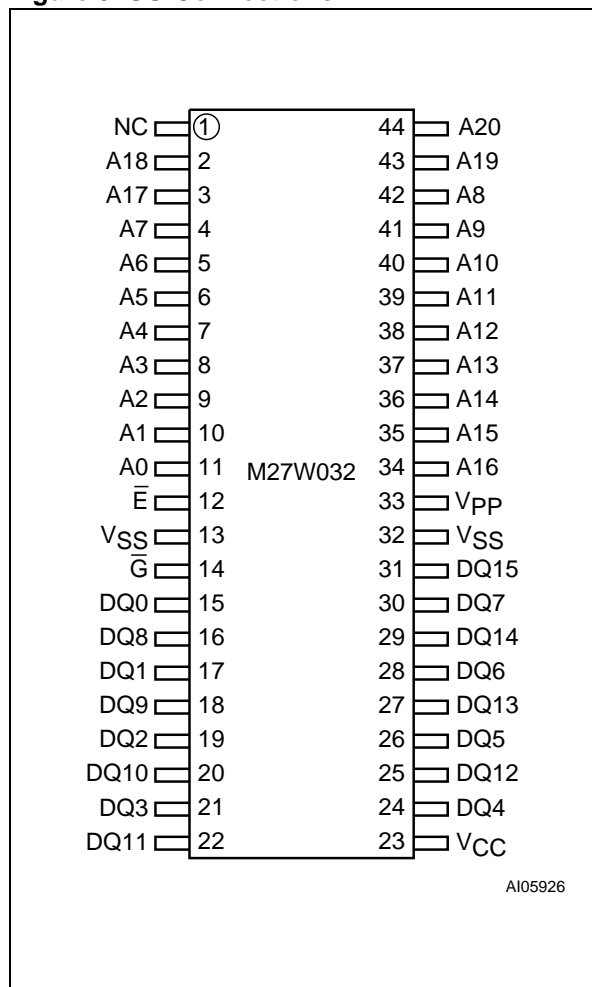 NC 1 44 A20
A18 2 43 A19
A17 3 42 A8
A7 4 41 A9
A6 5 40 A10
A5 6 39 A11
A4 7 38 A12
A3 8 37 A13
A2 9 36 A14
A1 10 35 A15
A0 11 M27W032 34 A16
E̅ 12 33 VPP
VSS 13 32 VSS
G̅ 14 31 DQ15
DQ0 15 30 DQ7
DQ8 16 29 DQ14
DQ1 17 28 DQ6
DQ9 18 27 DQ13
DQ2 19 26 DQ5
DQ10 20 25 DQ12
DQ3 21 24 DQ4
DQ11 22 23 VCC
AI05926